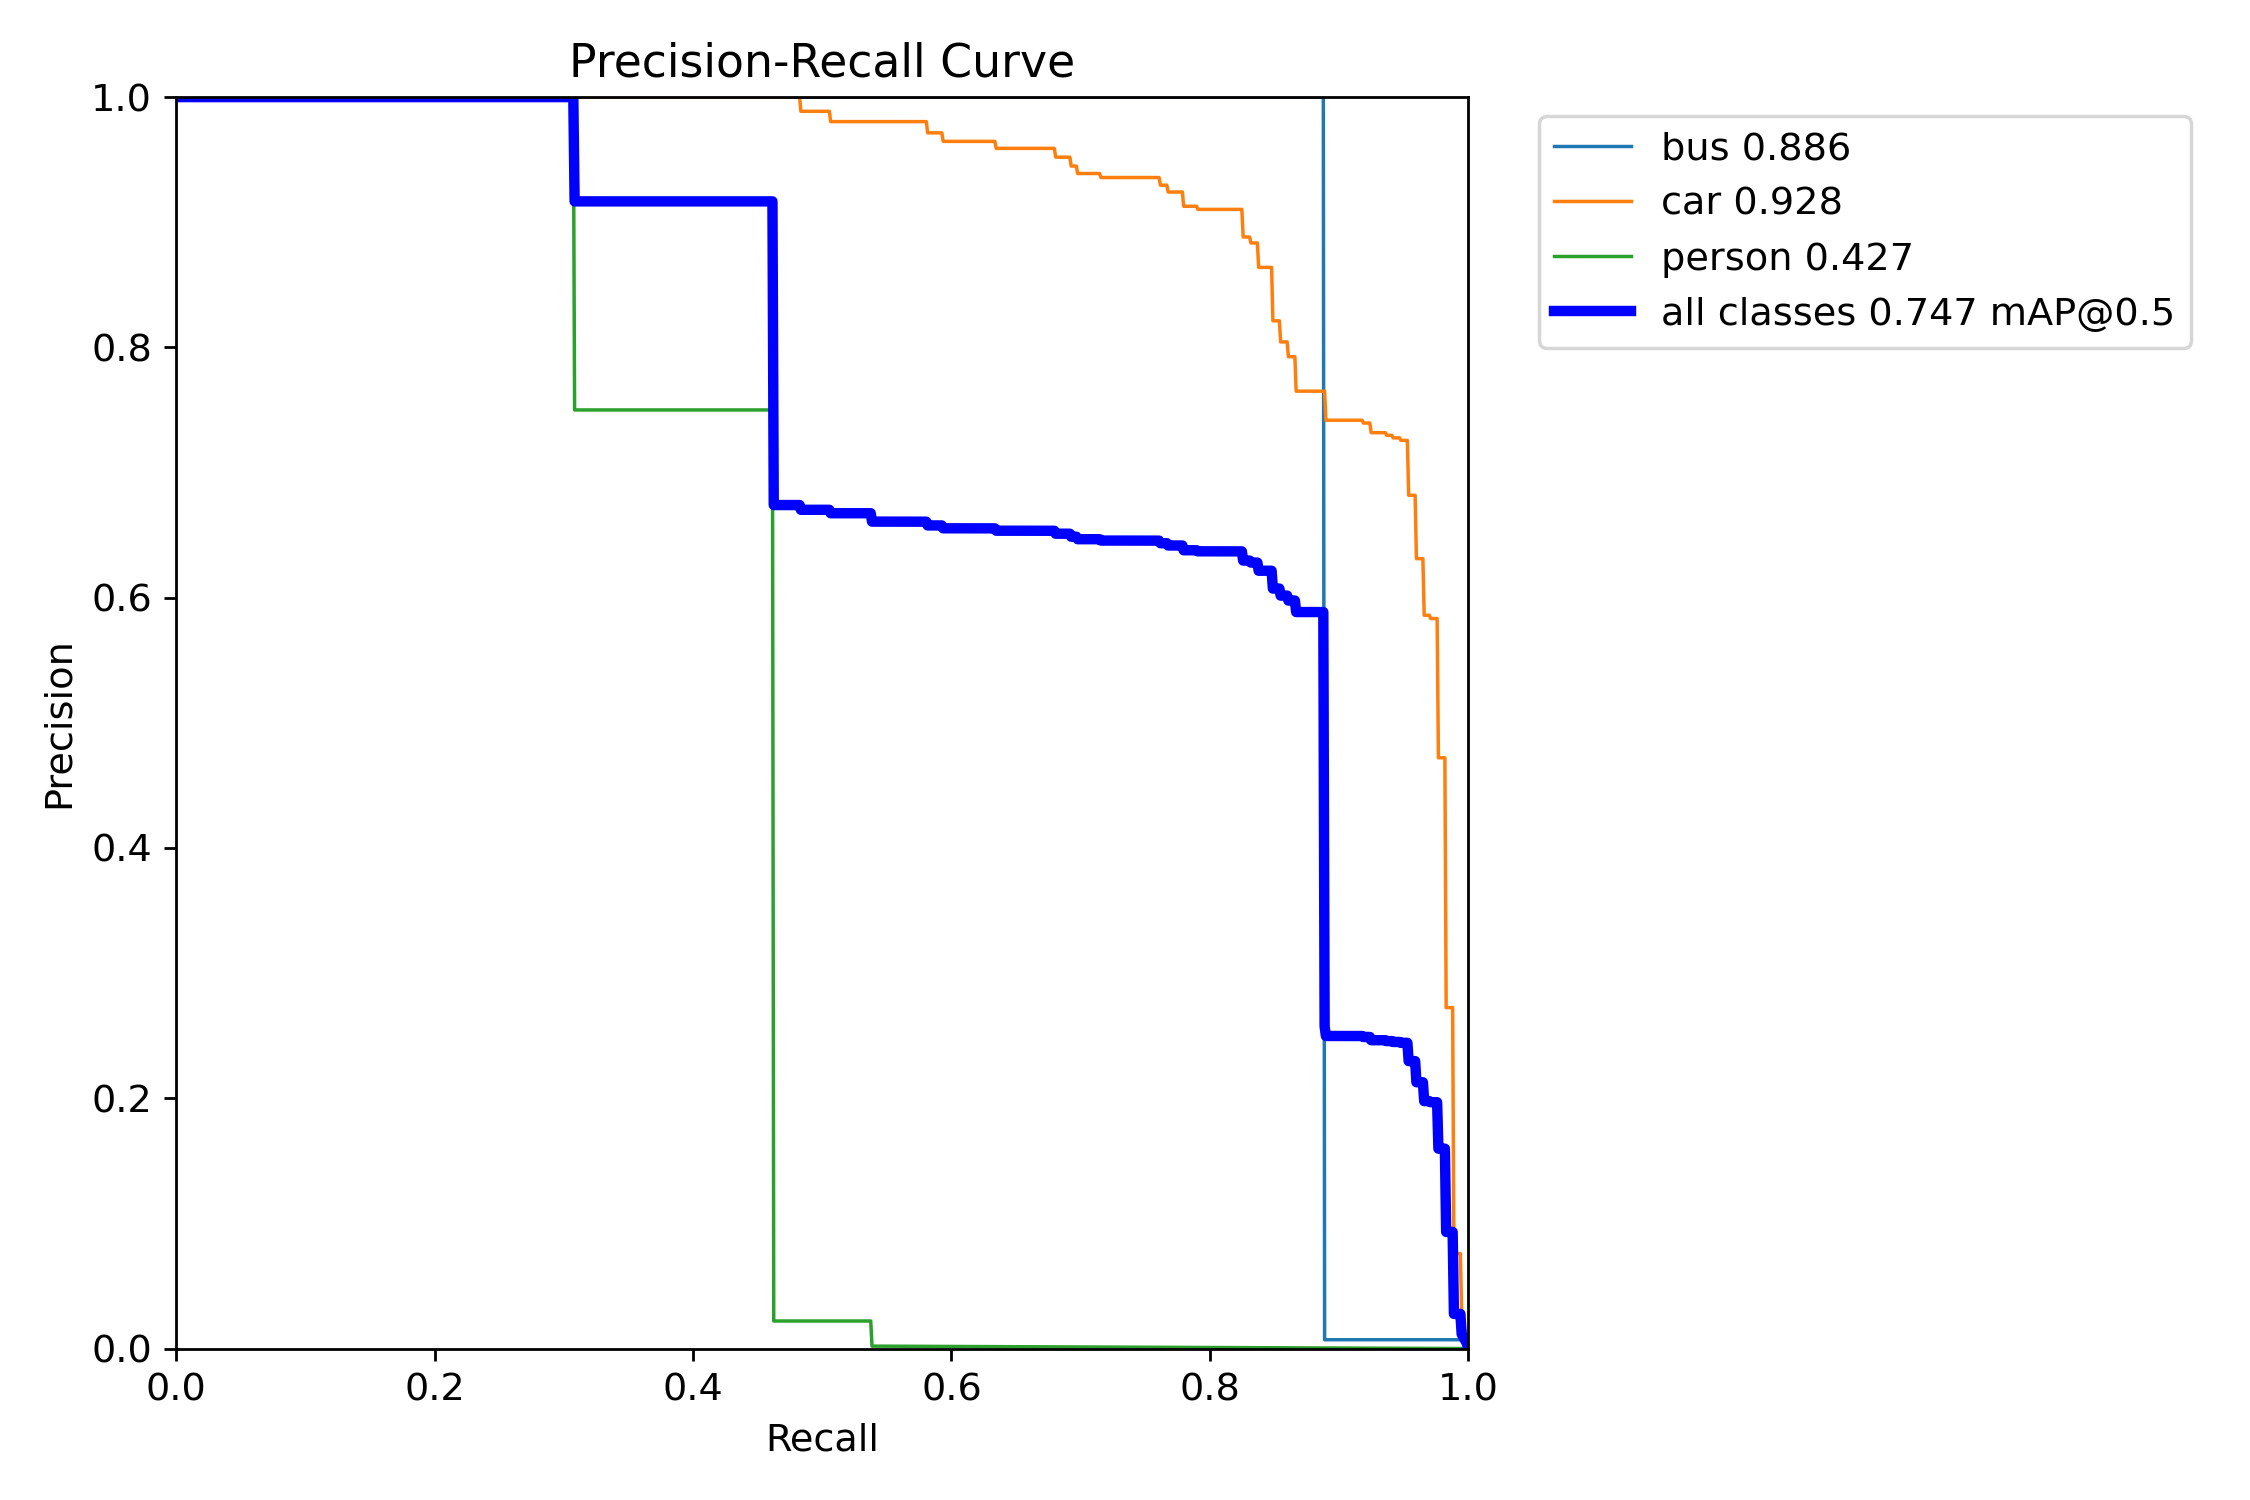 Precision-Recall Curve
1.0
0.8
0.6
0.4
0.2
0.0
Precision
0.0 0.2 0.4 0.6 0.8 1.0
Recall
bus 0.886
car 0.928
person 0.427
all classes 0.747 mAP@0.5